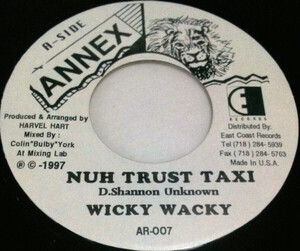 A-SIDE
ANNEX
Produced & Arranged by
HARVEL HART
Mixed By:
Colin"Bulby"York
At Mixing Lab
℗ © -1997
E
RECORDS
Distributed By:
East Coast Records
Tel ( 718 ) 284- 5939
Fax ( 718 ) 284- 5763
Made In U.S.A.
NUH TRUST TAXI
D.Shannon Unknown
WICKY WACKY
AR-007